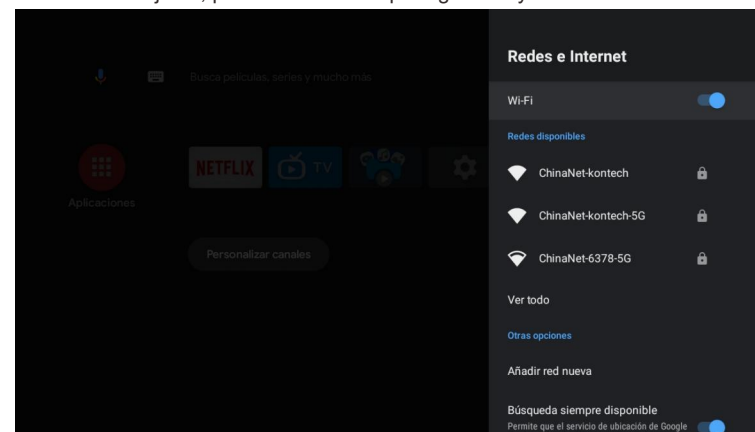 Busca películas, series y mucho más
NETFLIX
TV
Aplicaciones
Personalizar canales
Redes e Internet
Wi-Fi
Redes disponibles
ChinaNet-kontech
ChinaNet-kontech-5G
ChinaNet-6378-5G
Ver todo
Otras opciones
Añadir red nueva
Búsqueda siempre disponible
Permite que el servicio de ubicación de Google